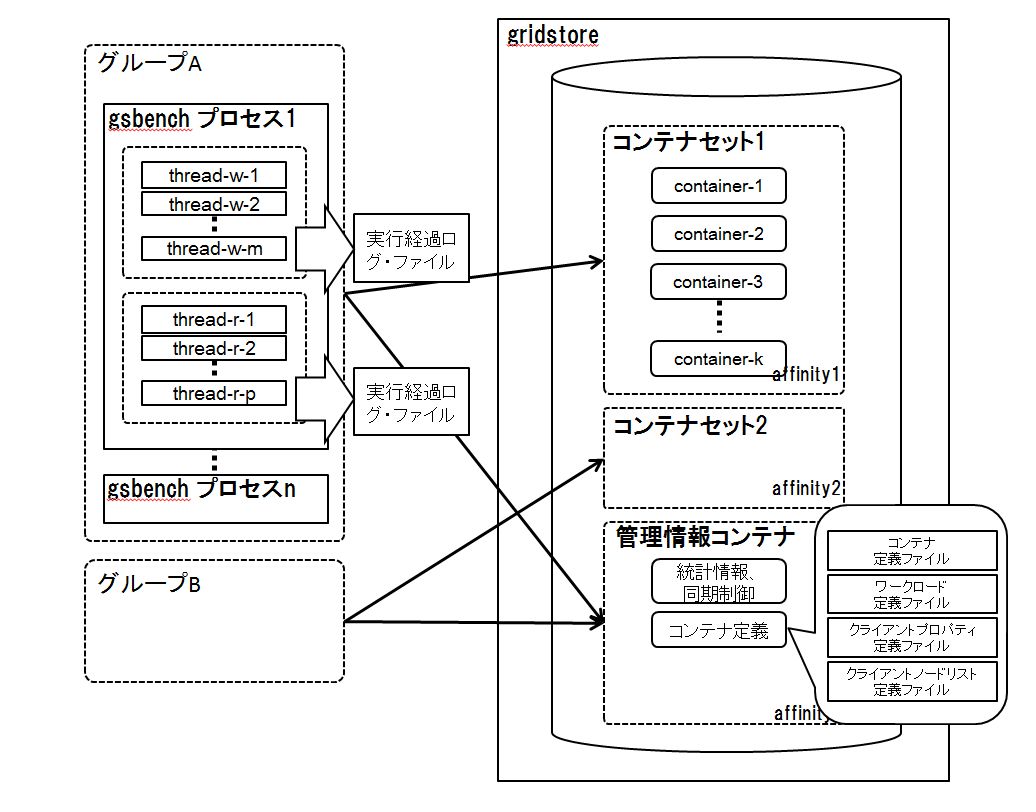 グループA
gsbench プロセス1
thread-w-1
thread-w-2
thread-w-m
thread-r-1
thread-r-2
thread-r-p
gsbench プロセスn
グループB
実行経過ロ
グ・ファイル
実行経過ロ
グ・ファイル
gridstore
コンテナセット1
container-1
container-2
container-3
container-k
affinity1
コンテナセット2
affinity2
管理情報コンテナ
統計情報、
同期制御
コンテナ定義
affinity
コンテナ
定義ファイル
ワークロード
定義ファイル
クライアントプロパティ
定義ファイル
クライアントノードリスト
定義ファイル